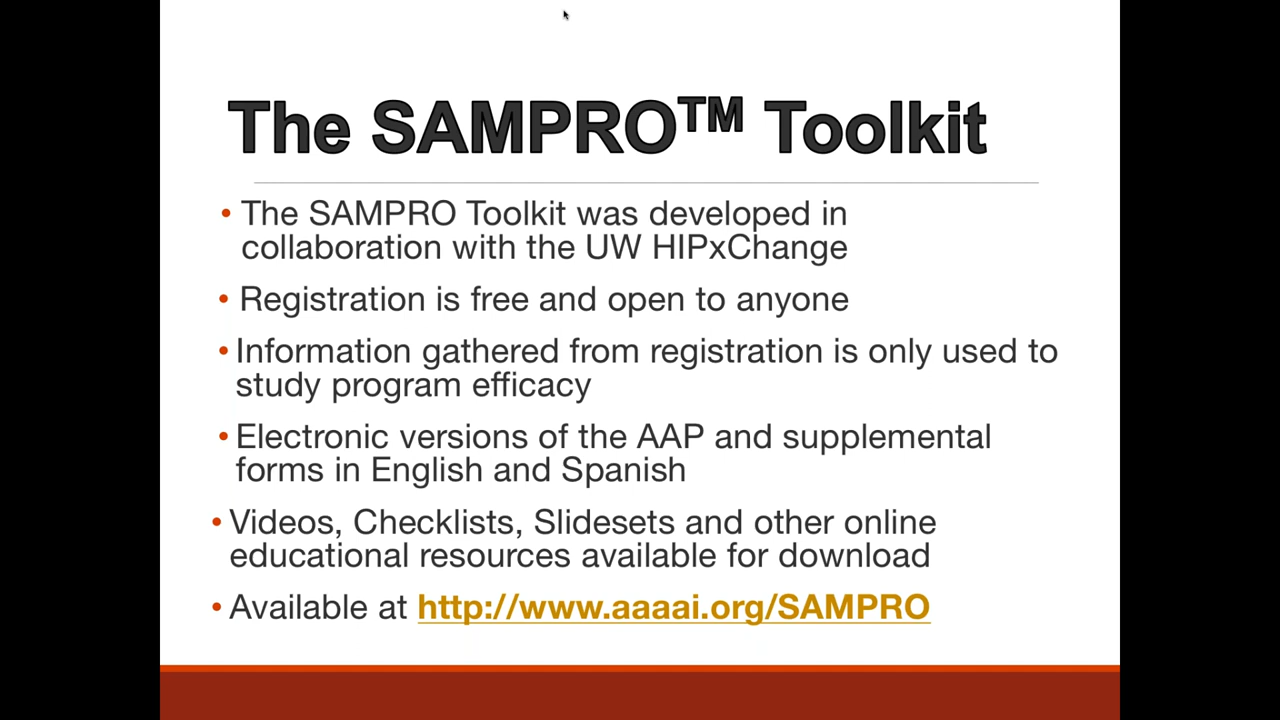 The SAMPRO™ Toolkit
• The SAMPRO Toolkit was developed in
collaboration with the UW HIPxChange
• Registration is free and open to anyone
• Information gathered from registration is only used to
study program efficacy
• Electronic versions of the AAP and supplemental
forms in English and Spanish
• Videos, Checklists, Slidesets and other online
educational resources available for download
• Available at http://www.aaaai.org/SAMPRO